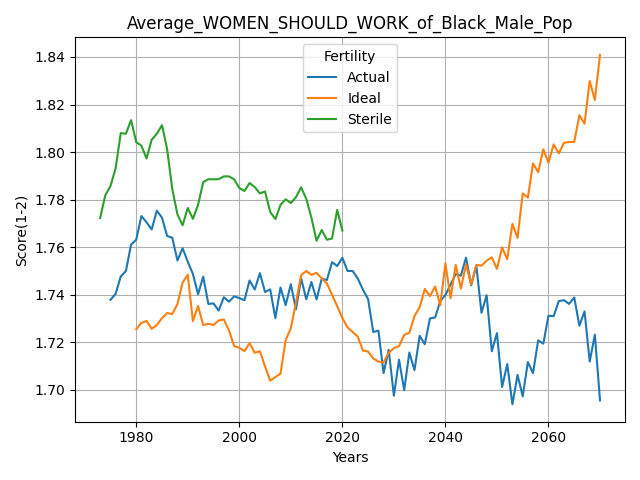 Average_WOMEN_SHOULD_WORK_of_Black_Male_Pop
Fertility
Actual
Ideal
Sterile
Score(1-2)
1.84
1.82
1.80
1.78
1.76
1.74
1.72
1.70
1980
2000
2020
2040
2060
Years